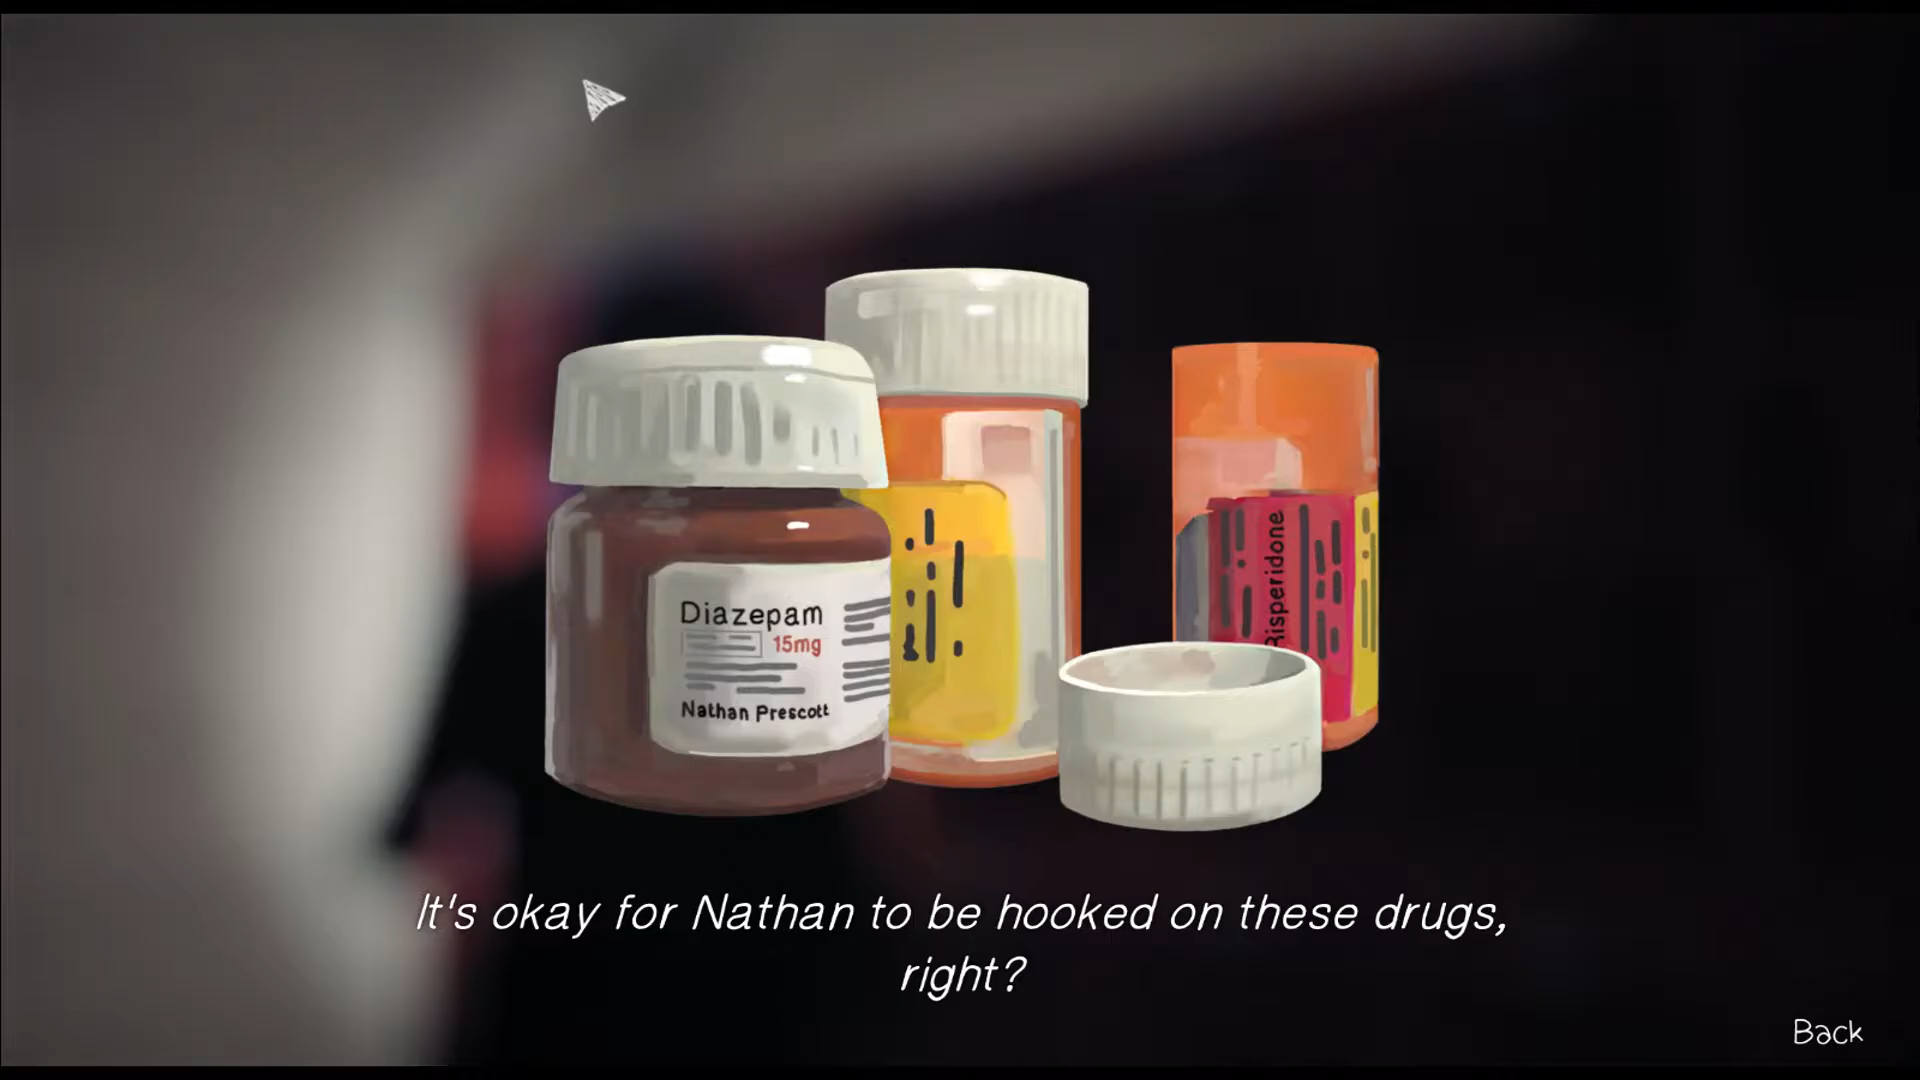 Diazepam
15mg
Nathan Prescott
Risperidone
It's okay for Nathan to be hooked on these drugs,
right?
Back